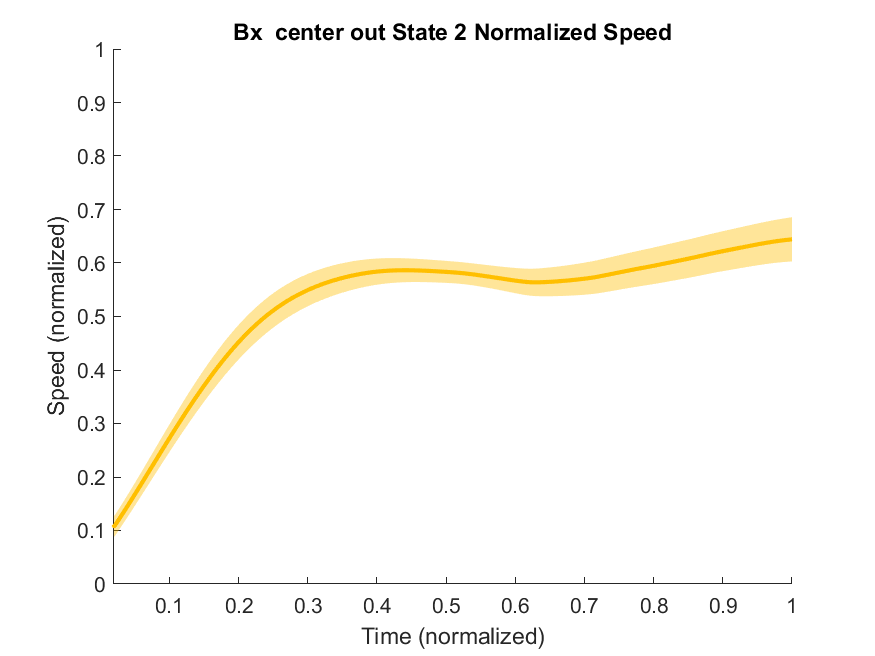 Bx  center out State 2 Normalized Speed
1
0.9
0.8
0.7
0.6
0.5
0.4
0.3
0.2
0.1
0
Speed (normalized)
0.1 0.2 0.3 0.4 0.5 0.6 0.7 0.8 0.9 1
Time (normalized)